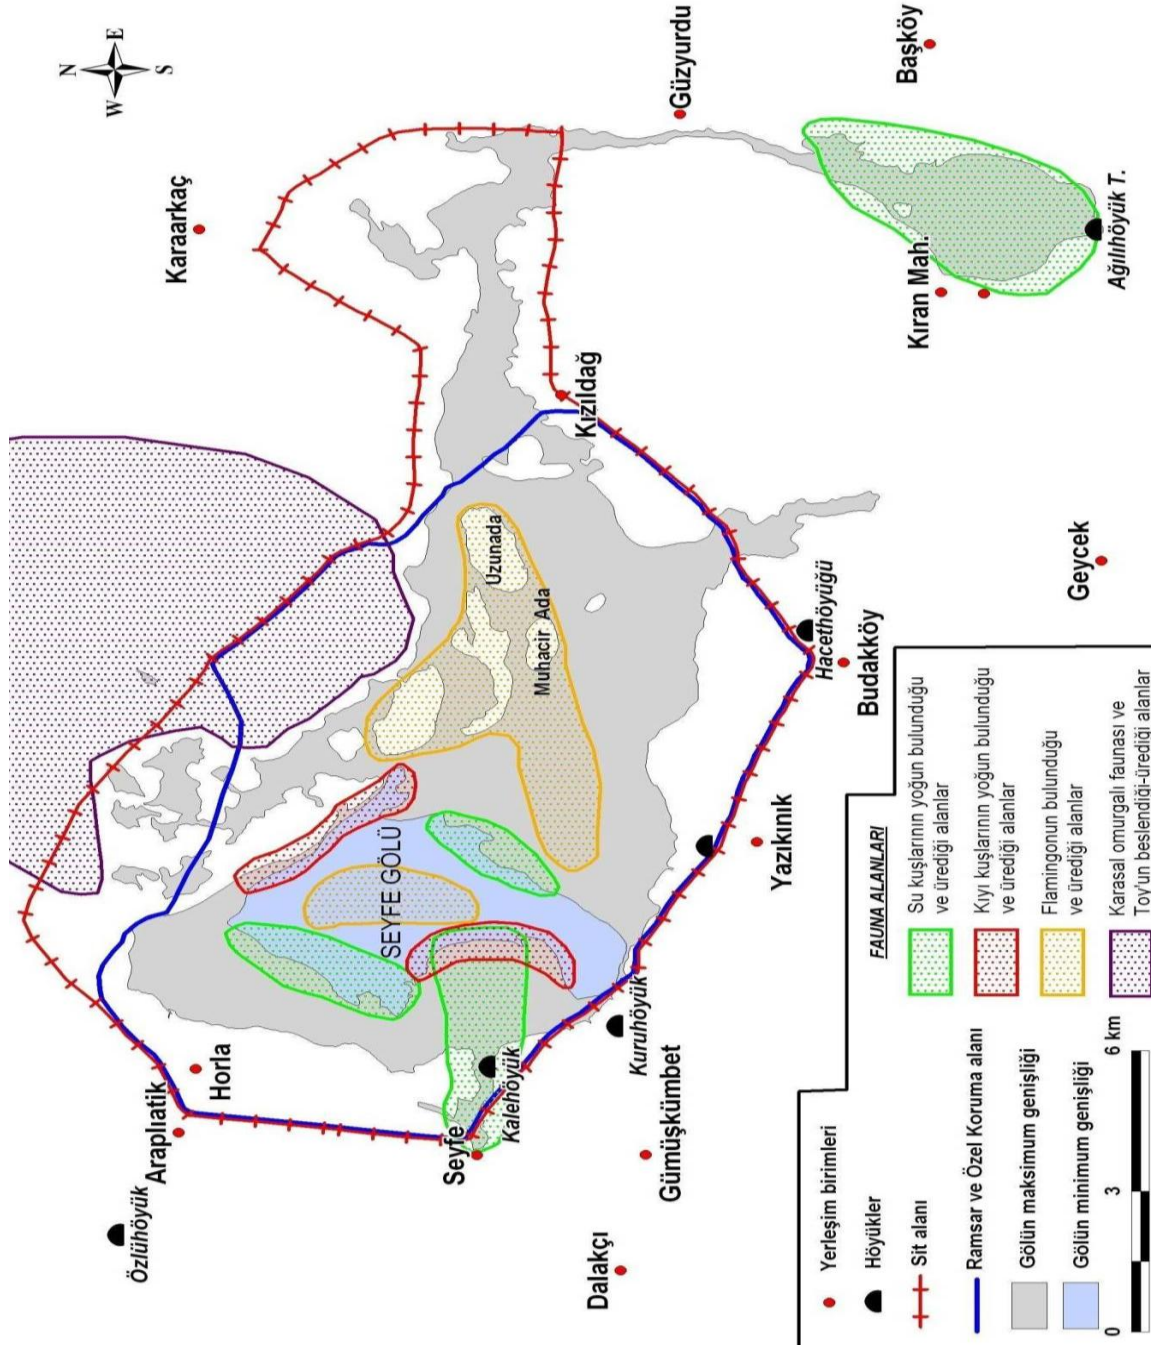 N
E
W
S
Karaarkaç
Güzyurdu
Başköy
Kıran Mah.
Ağılıhöyük T.
Kızıldağ
Uzunada
Muhacir Ada
SEYFE GÖLÜ
Geycek
Hacethöyüğü
Budakköy
Yazkınık
Kuruhöyük
Gümüşkümbet
Kalehöyük
Seyfe
Horla
Araplıatik
Özlühöyük
Dalakçı
Yerleşim birimleri
Höyükler
Sit alanı
Ramsar ve Özel Koruma alanı
Gölün maksimum genişliği
Gölün minimum genişliği
0 3 6 km
FAUNA ALANLARI
Su kuşlarının yoğun bulunduğu
ve ürediği alanlar
Kıyı kuşlarının yoğun bulunduğu
ve ürediği alanlar
Flamingonun bulunduğu
ve ürediği alanlar
Karasal omurgalı faunası ve
Toy'un beslendiği-ürediği alanlar